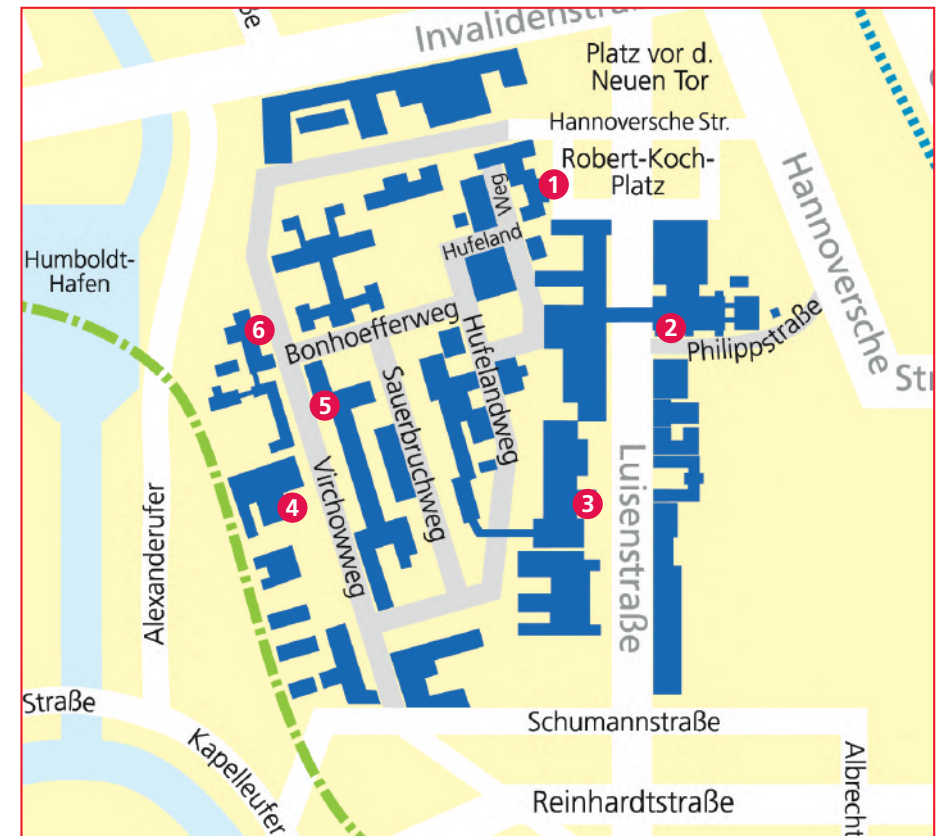 Invalidenstra
Platz vor d.
Neuen Tor
Hannoversche Str.
Robert-Koch-
Platz
1
Weg
Hufeland
Hannoversche
Str
Humboldt-
Hafen
6
Bonhoefferweg
2
Philippstraße
5
Sauerbruchweg
Hufelandweg
Virchowweg
4
3
Luisenstraße
Alexanderufer
Straße
Kapelleufer
Schumannstraße
Albrecht
Reinhardtstraße